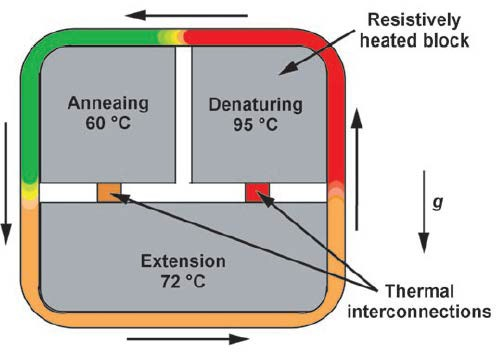 Resistively
heated block
Anneaing
60 °C
Denaturing
95 °C
g
Extension
72 °C
Thermal
interconnections